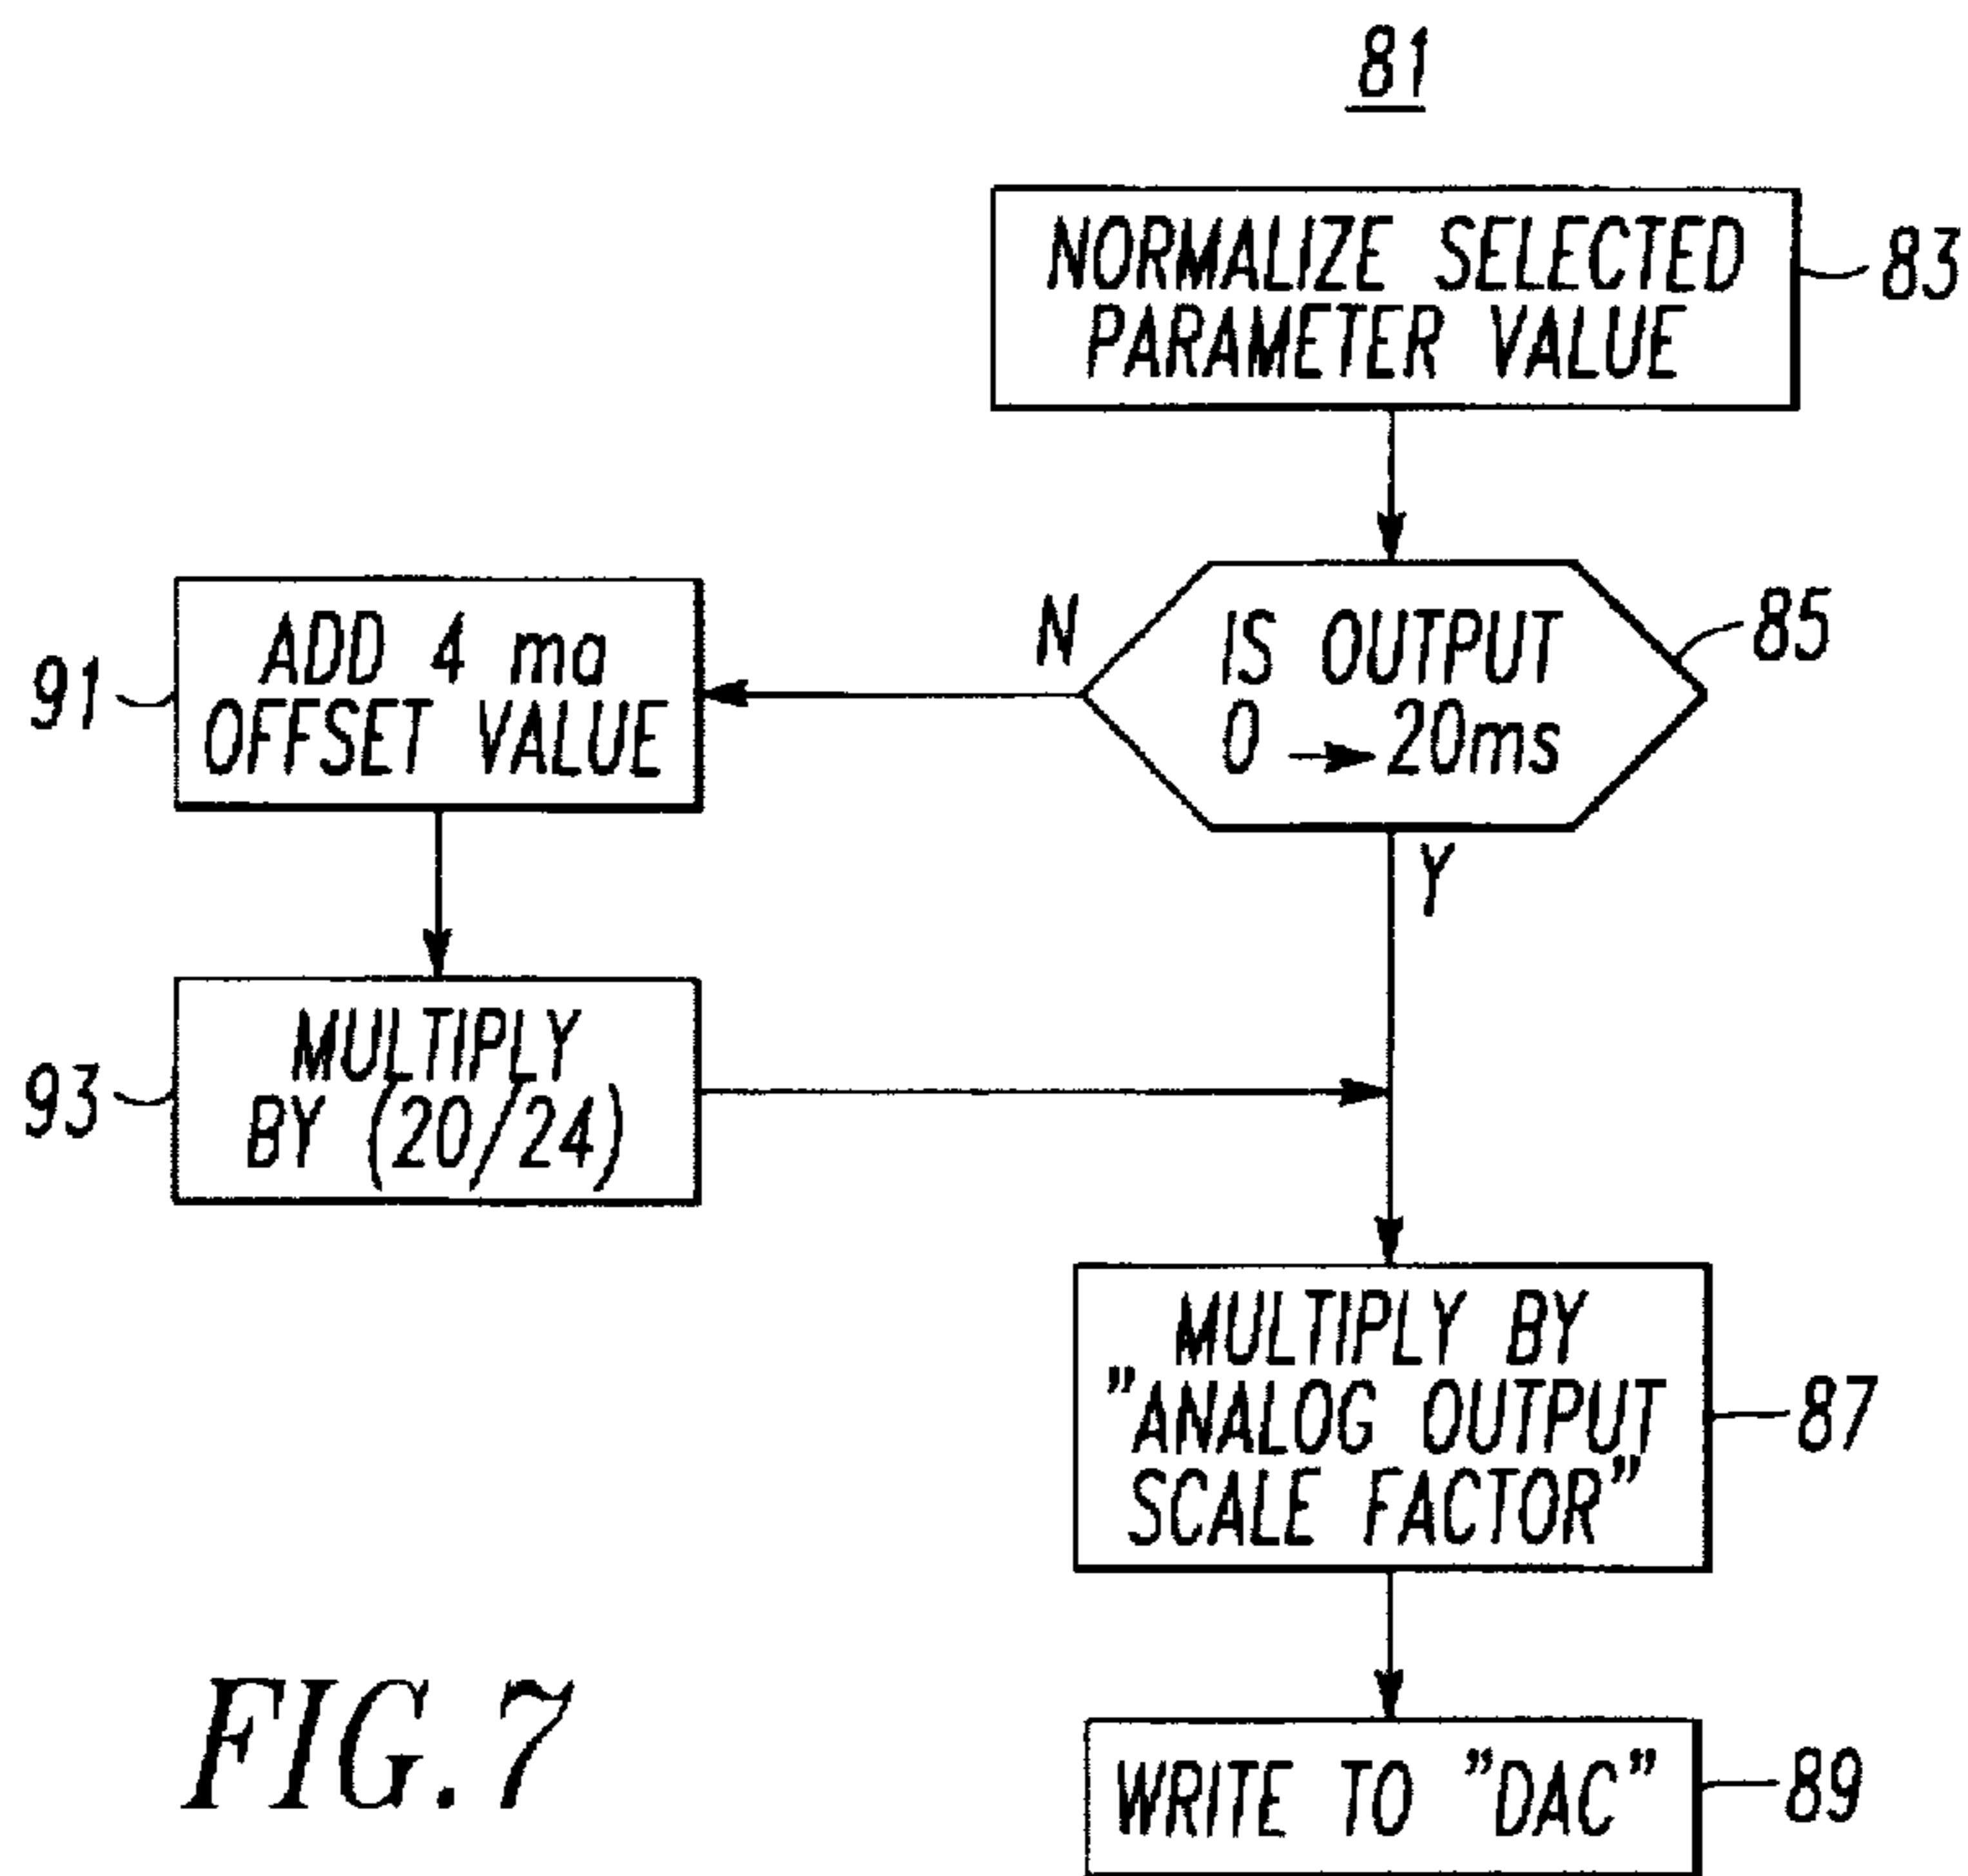 81
NORMALIZE SELECTED
PARAMETER VALUE
83
IS OUTPUT
0 → 20ms
85
N
Y
ADD 4 ma
OFFSET VALUE
91
MULTIPLY
BY (20/24)
93
MULTIPLY BY
"ANALOG OUTPUT
SCALE FACTOR"
87
WRITE TO "DAC"
89
FIG. 7